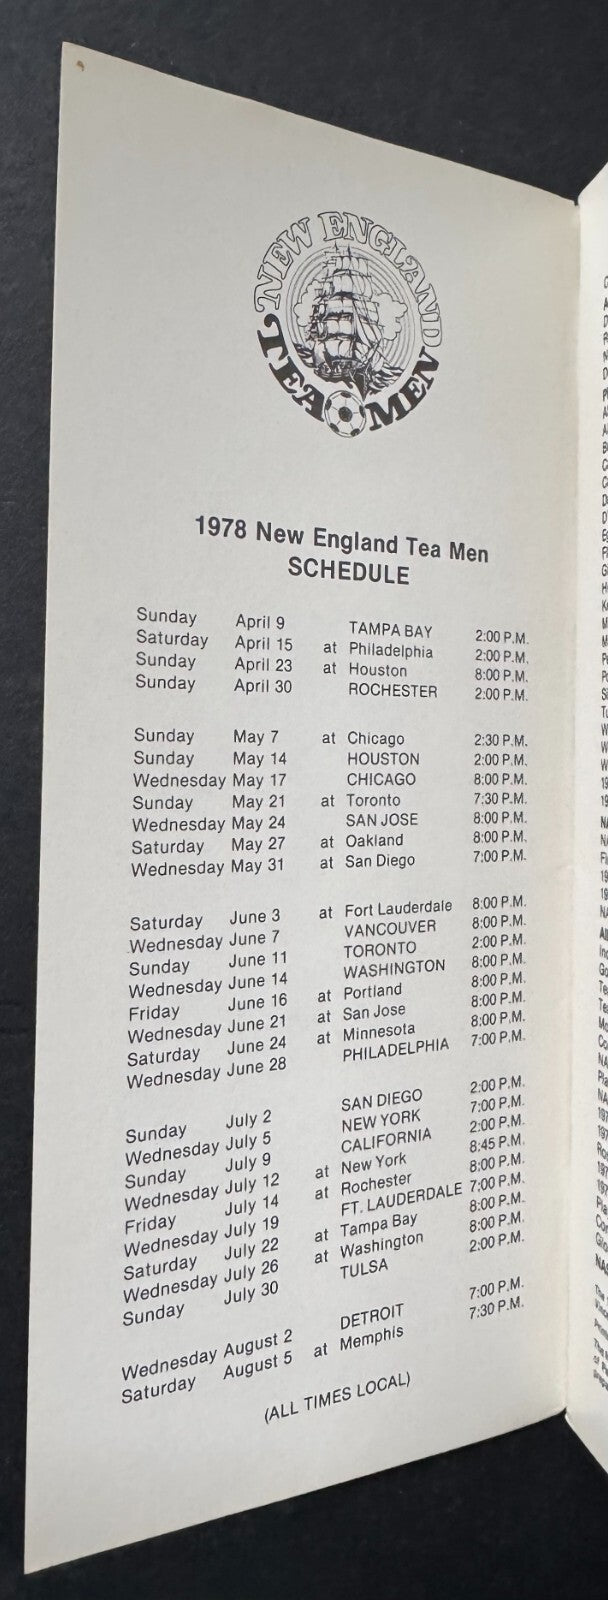 NEW ENGLAND
TEA MEN
1978 New England Tea Men
SCHEDULE
Sunday April 9 TAMPA BAY 2:00 P.M.
Saturday April 15 at Philadelphia 2:00 P.M.
Sunday April 23 at Houston 8:00 P.M.
Sunday April 30 ROCHESTER 2:00 P.M.
Sunday May 7 at Chicago 2:30 P.M.
Sunday May 14 HOUSTON 2:00 P.M.
Wednesday May 17 CHICAGO 8:00 P.M.
Sunday May 21 at Toronto 7:30 P.M.
Wednesday May 24 SAN JOSE 8:00 P.M.
Saturday May 27 at Oakland 8:00 P.M.
Wednesday May 31 at San Diego 7:00 P.M.
Saturday June 3 at Fort Lauderdale 8:00 P.M.
Wednesday June 7 VANCOUVER 8:00 P.M.
Sunday June 11 TORONTO 2:00 P.M.
Wednesday June 14 WASHINGTON 8:00 P.M.
Friday June 16 at Portland 8:00 P.M.
Wednesday June 21 at San Jose 8:00 P.M.
Saturday June 24 at Minnesota 8:00 P.M.
Wednesday June 28 PHILADELPHIA 7:00 P.M.
Sunday July 2 SAN DIEGO 2:00 P.M.
Wednesday July 5 NEW YORK 7:00 P.M.
Sunday July 9 CALIFORNIA 2:00 P.M.
Wednesday July 12 at New York 8:45 P.M.
Friday July 14 at Rochester 8:00 P.M.
Wednesday July 19 FT. LAUDERDALE 7:00 P.M.
Saturday July 22 at Tampa Bay 8:00 P.M.
Wednesday July 26 at Washington 8:00 P.M.
Sunday July 30 TULSA 2:00 P.M.
Wednesday August 2 DETROIT 7:00 P.M.
Saturday August 5 at Memphis 7:30 P.M.
(ALL TIMES LOCAL)